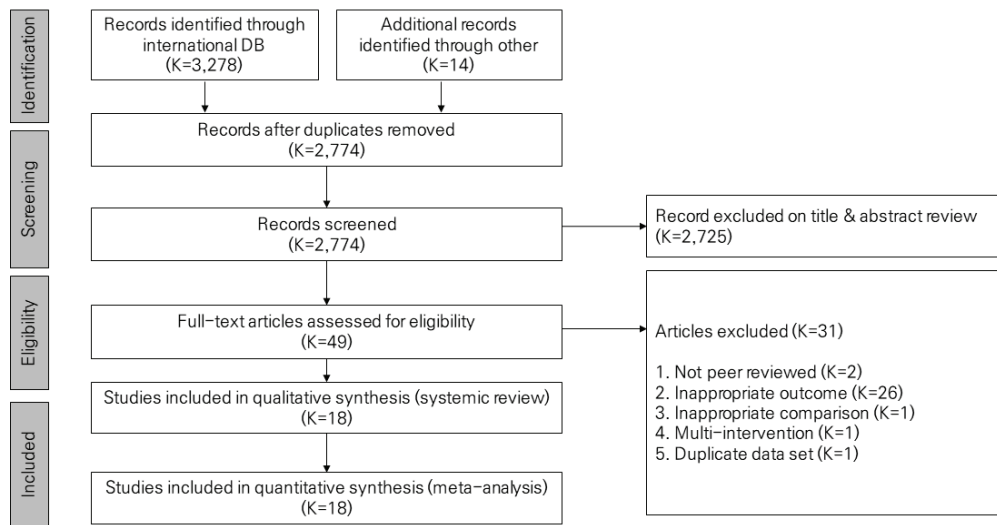 Identification
Records identified through
international DB
(K=3,278)
Additional records
identified through other
(K=14)
Records after duplicates removed
(K=2,774)
Screening
Records screened
(K=2,774)
Record excluded on title & abstract review
(K=2,725)
Eligibility
Full-text articles assessed for eligibility
(K=49)
Articles excluded (K=31)
1. Not peer reviewed (K=2)
2. Inappropriate outcome (K=26)
3. Inappropriate comparison (K=1)
4. Multi-intervention (K=1)
5. Duplicate data set (K=1)
Studies included in qualitative synthesis (systemic review)
(K=18)
Included
Studies included in quantitative synthesis (meta-analysis)
(K=18)